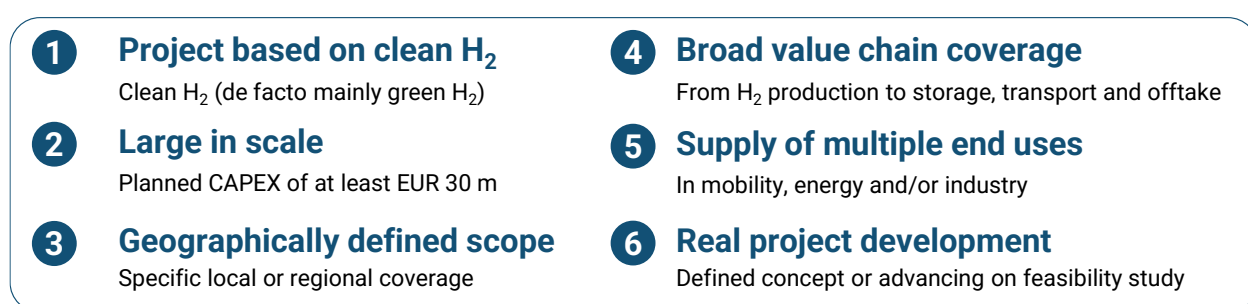 1 Project based on clean H₂
Clean H₂ (de facto mainly green H₂)
2 Large in scale
Planned CAPEX of at least EUR 30 m
3 Geographically defined scope
Specific local or regional coverage
4 Broad value chain coverage
From H₂ production to storage, transport and offtake
5 Supply of multiple end uses
In mobility, energy and/or industry
6 Real project development
Defined concept or advancing on feasibility study